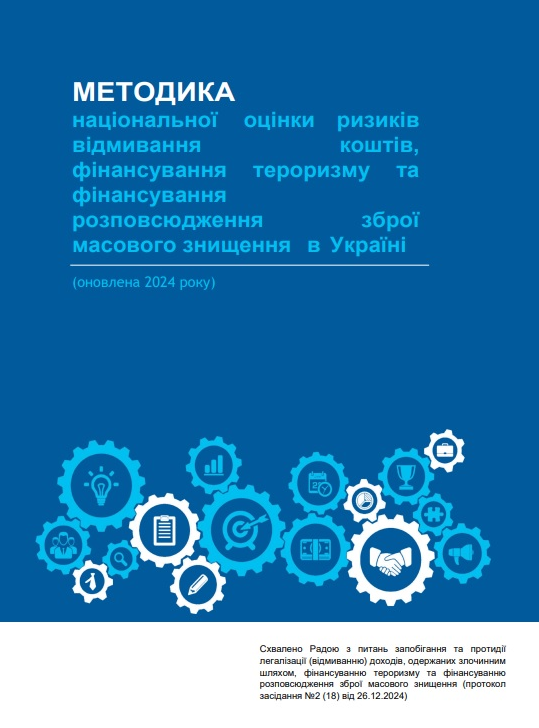 МЕТОДИКА
національної оцінки ризиків
відмивання коштів,
фінансування тероризму та
фінансування
розповсюдження зброї
масового знищення в Україні
(оновлена 2024 року)
Схвалено Радою з питань запобігання та протидії
легалізації (відмиванню) доходів, одержаних злочинним
шляхом, фінансуванню тероризму та фінансуванню
розповсюдження зброї масового знищення (протокол
засідання №2 (18) від 26.12.2024)